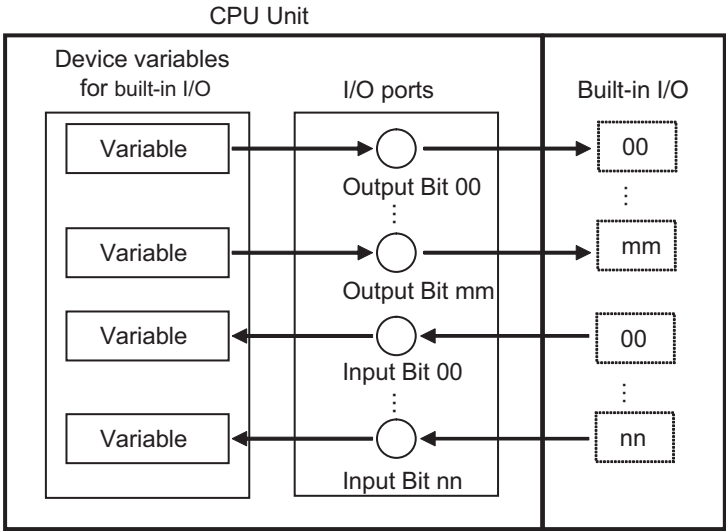 CPU Unit
Device variables
for built-in I/O
I/O ports
Built-in I/O
Variable
00
Output Bit 00
Variable
mm
Output Bit mm
Variable
00
Input Bit 00
Variable
nn
Input Bit nn